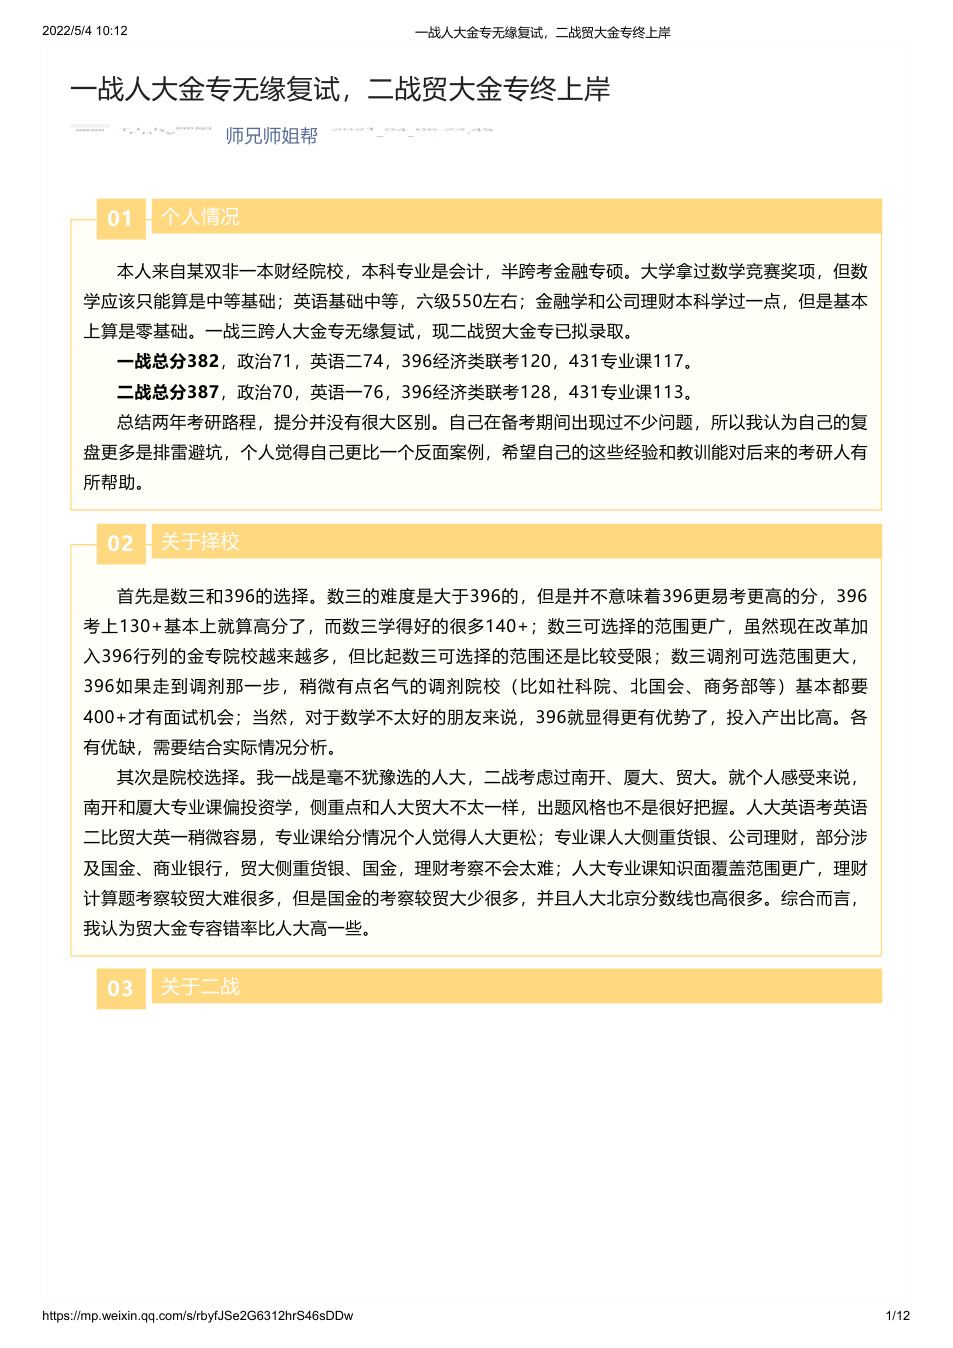 2022/5/4 10:12
一战人大金专无缘复试，二战贸大金专终上岸
一战人大金专无缘复试，二战贸大金专终上岸
师兄师姐帮
01 个人情况
本人来自某双非一本财经院校，本科专业是会计，半跨考金融专硕。大学拿过数学竞赛奖项，但数
学应该只能算是中等基础；英语基础中等，六级550左右；金融学和公司理财本科学过一点，但是基本
上算是零基础。一战三跨人大金专无缘复试，现二战贸大金专已拟录取。
一战总分382，政治71，英语二74，396经济类联考120，431专业课117。
二战总分387，政治70，英语一76，396经济类联考128，431专业课113。
总结两年考研路程，提分并没有很大区别。自己在备考期间出现过不少问题，所以我认为自己的复
盘更多是排雷避坑，个人觉得自己更比一个反面案例，希望自己的这些经验和教训能对后来的考研人有
所帮助。
02 关于择校
首先是数三和396的选择。数三的难度是大于396的，但是并不意味着396更易考更高的分，396
考上130+基本上就算高分了，而数三学得好的很多140+；数三可选择的范围更广，虽然现在改革加
入396行列的金专院校越来越多，但比起数三可选择的范围还是比较受限；数三调剂可选范围更大，
396如果走到调剂那一步，稍微有点名气的调剂院校（比如社科院、北国会、商务部等）基本都要
400+才有面试机会；当然，对于数学不太好的朋友来说，396就显得更有优势了，投入产出比高。各
有优缺，需要结合实际情况分析。
其次是院校选择。我一战是毫不犹豫选的人大，二战考虑过南开、厦大、贸大。就个人感受来说，
南开和厦大专业课偏投资学，侧重点和人大贸大不太一样，出题风格也不是很好把握。人大英语考英语
二比贸大英一稍微容易，专业课给分情况个人觉得人大更松；专业课人大侧重货银、公司理财，部分涉
及国金、商业银行，贸大侧重货银、国金，理财考察不会太难；人大专业课知识面覆盖范围更广，理财
计算题考察较贸大难很多，但是国金的考察较贸大少很多，并且人大北京分数线也高很多。综合而言，
我认为贸大金专容错率比人大高一些。
03 关于二战
https://mp.weixin.qq.com/s/rbyfJSe2G6312hrS46sDDw
1/12